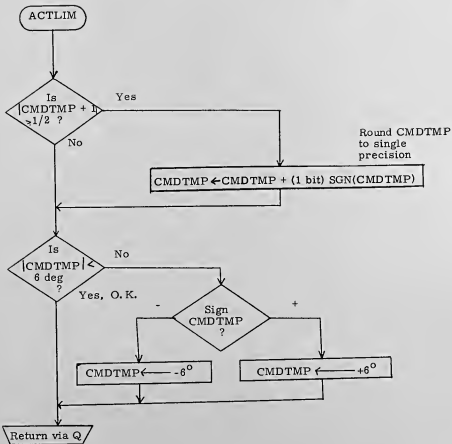 ACTLIM
Is
|CMDTMP + 1|
≥1/2 ?
Yes
No
Round CMDTMP
to single
precision
CMDTMP ← CMDTMP + (1 bit) SGN(CMDTMP)
Is
|CMDTMP| <
6 deg
?
No
Yes, O.K.
-
Sign
CMDTMP
?
+
CMDTMP ← -6°
CMDTMP ← +6°
Return via Q